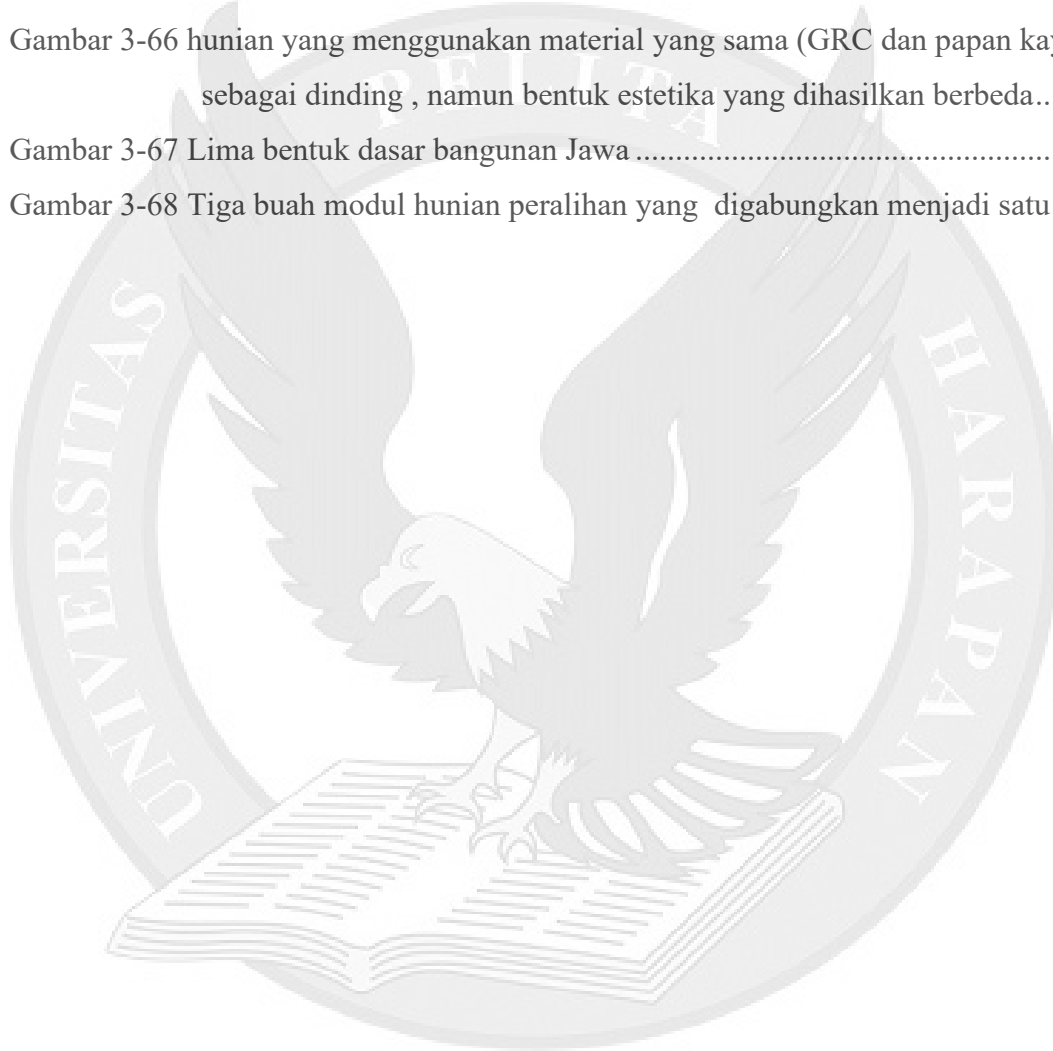 Gambar 3-66 hunian yang menggunakan material yang sama (GRC dan papan
sebagai dinding , namun bentuk estetika yang dihasilkan berbeda..
Gambar 3-67 Lima bentuk dasar bangunan Jawa ....................................................
Gambar 3-68 Tiga buah modul hunian peralihan yang  digabungkan menjadi satu
UNIVERSITAS PELITA HARAPAN